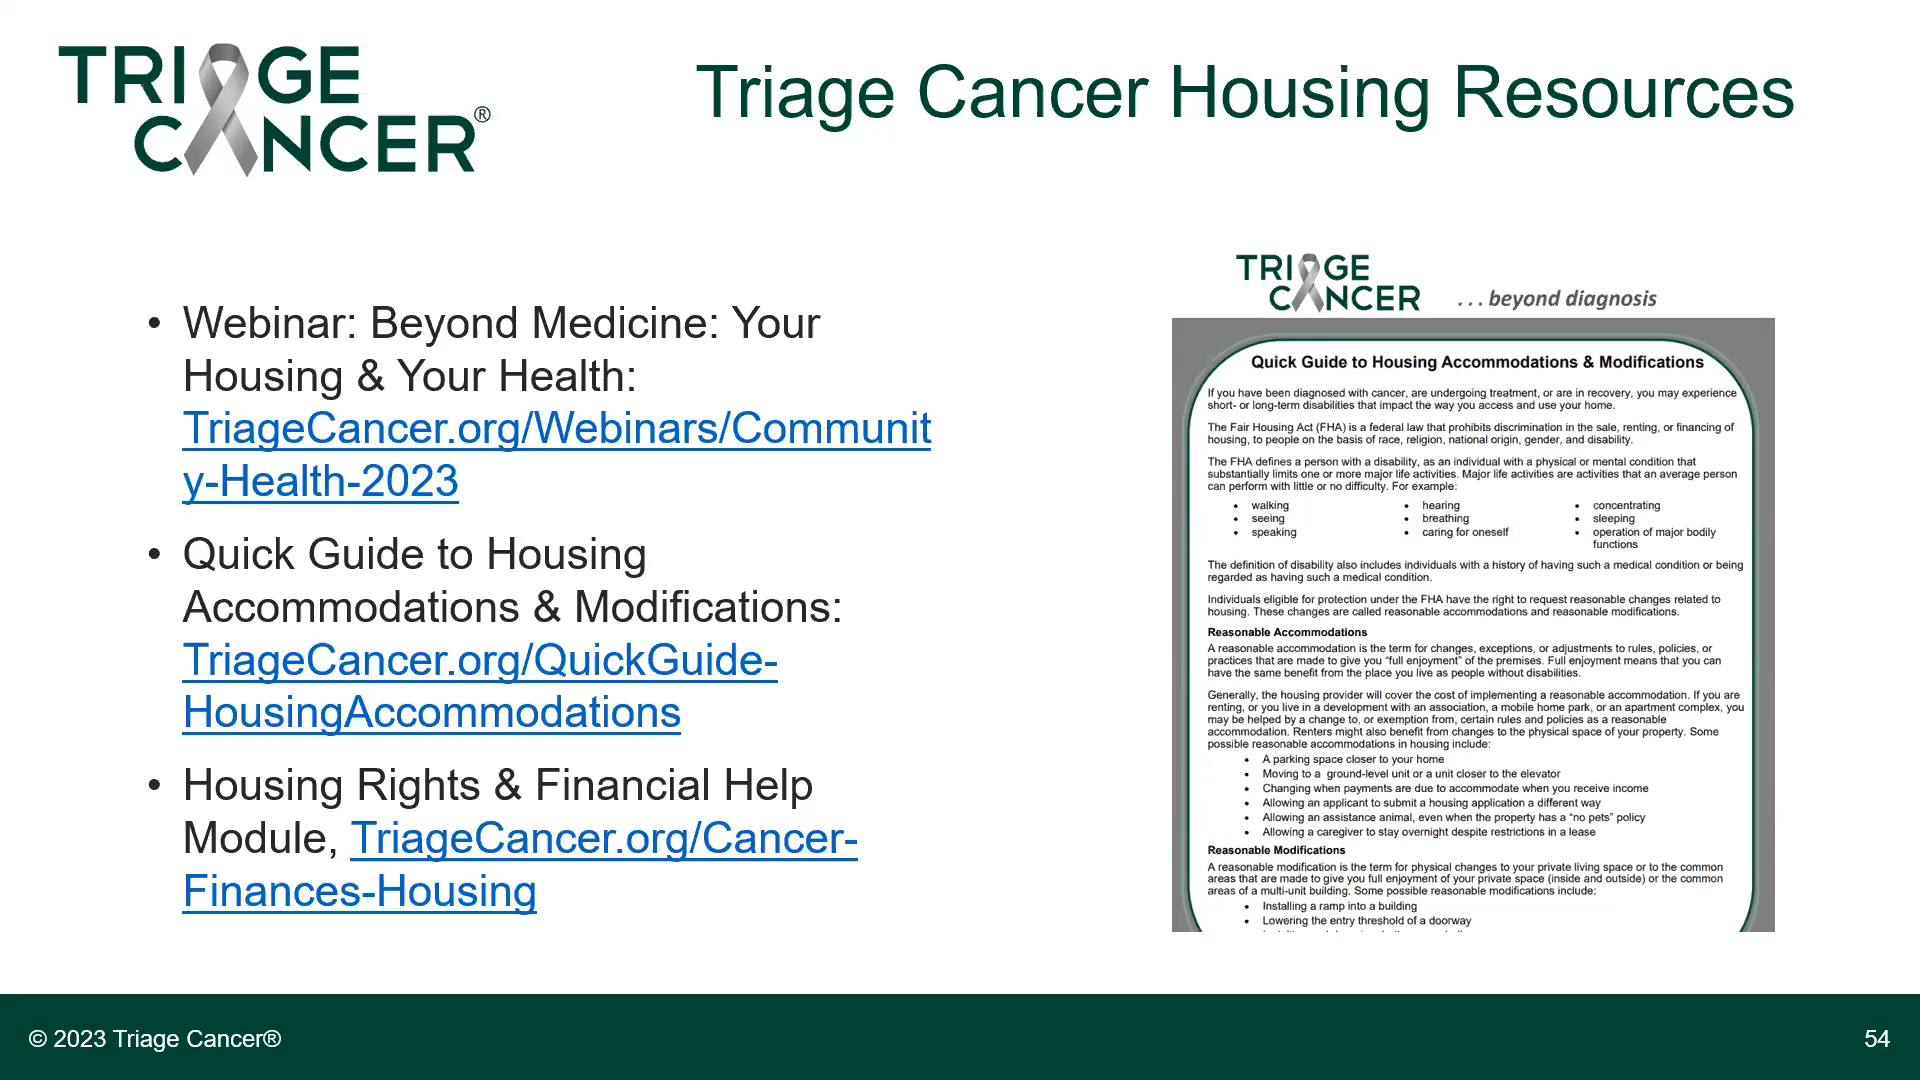 TRIAGE
CANCER®
Triage Cancer Housing Resources
• Webinar: Beyond Medicine: Your
Housing & Your Health:
TriageCancer.org/Webinars/Communit
y-Health-2023
• Quick Guide to Housing
Accommodations & Modifications:
TriageCancer.org/QuickGuide-
HousingAccommodations
• Housing Rights & Financial Help
Module, TriageCancer.org/Cancer-
Finances-Housing
TRIAGE
CANCER
. . . beyond diagnosis
Quick Guide to Housing Accommodations & Modifications
If you have been diagnosed with cancer, are undergoing treatment, or are in recovery, you may experience
short- or long-term disabilities that impact the way you access and use your home.
The Fair Housing Act (FHA) is a federal law that prohibits discrimination in the sale, renting, or financing of
housing, to people on the basis of race, religion, national origin, gender, and disability.
The FHA defines a person with a disability, as an individual with a physical or mental condition that
substantially limits one or more major life activities. Major life activities are activities that an average person
can perform with little or no difficulty. For example:
• walking
• seeing
• speaking
• hearing
• breathing
• caring for oneself
• concentrating
• sleeping
• operation of major bodily
functions
The definition of disability also includes individuals with a history of having such a medical condition or being
regarded as having such a medical condition.
Individuals eligible for protection under the FHA have the right to request reasonable changes related to
housing. These changes are called reasonable accommodations and reasonable modifications.
Reasonable Accommodations
A reasonable accommodation is the term for changes, exceptions, or adjustments to rules, policies, or
practices that are made to give you “full enjoyment” of the premises. Full enjoyment means that you can
have the same benefit from the place you live as people without disabilities.
Generally, the housing provider will cover the cost of implementing a reasonable accommodation. If you are
renting, or you live in a development with an association, a mobile home park, or an apartment complex, you
may be helped by a change to, or exemption from, certain rules and policies as a reasonable
accommodation. Renters might also benefit from changes to the physical space of your property. Some
possible reasonable accommodations in housing include:
• A parking space closer to your home
• Moving to a ground-level unit or a unit closer to the elevator
• Changing when payments are due to accommodate when you receive income
• Allowing an applicant to submit a housing application a different way
• Allowing an assistance animal, even when the property has a “no pets” policy
• Allowing a caregiver to stay overnight despite restrictions in a lease
Reasonable Modifications
A reasonable modification is the term for physical changes to your private living space or to the common
areas that are made to give you full enjoyment of your private space (inside and outside) or the common
areas of a multi-unit building. Some possible reasonable modifications include:
• Installing a ramp into a building
• Lowering the entry threshold of a doorway
© 2023 Triage Cancer®
54